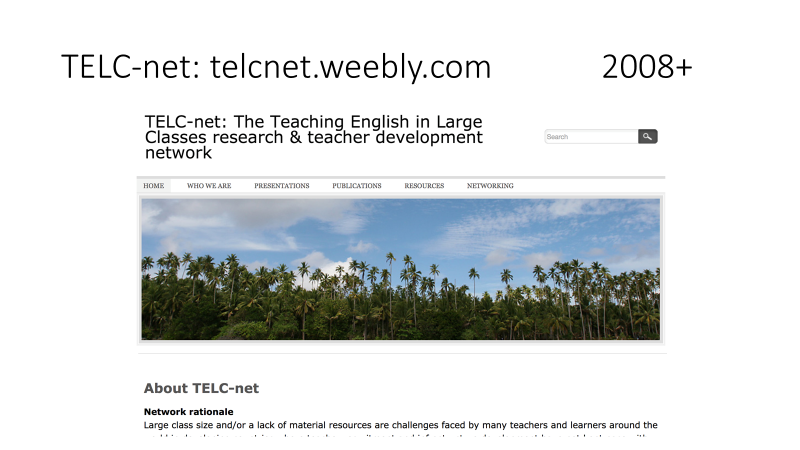 TELC-net: telcnet.weebly.com 2008+
TELC-net: The Teaching English in Large
Classes research & teacher development
network
Search
HOME WHO WE ARE PRESENTATIONS PUBLICATIONS RESOURCES NETWORKING
About TELC-net
Network rationale
Large class size and/or a lack of material resources are challenges faced by many teachers and learners around the